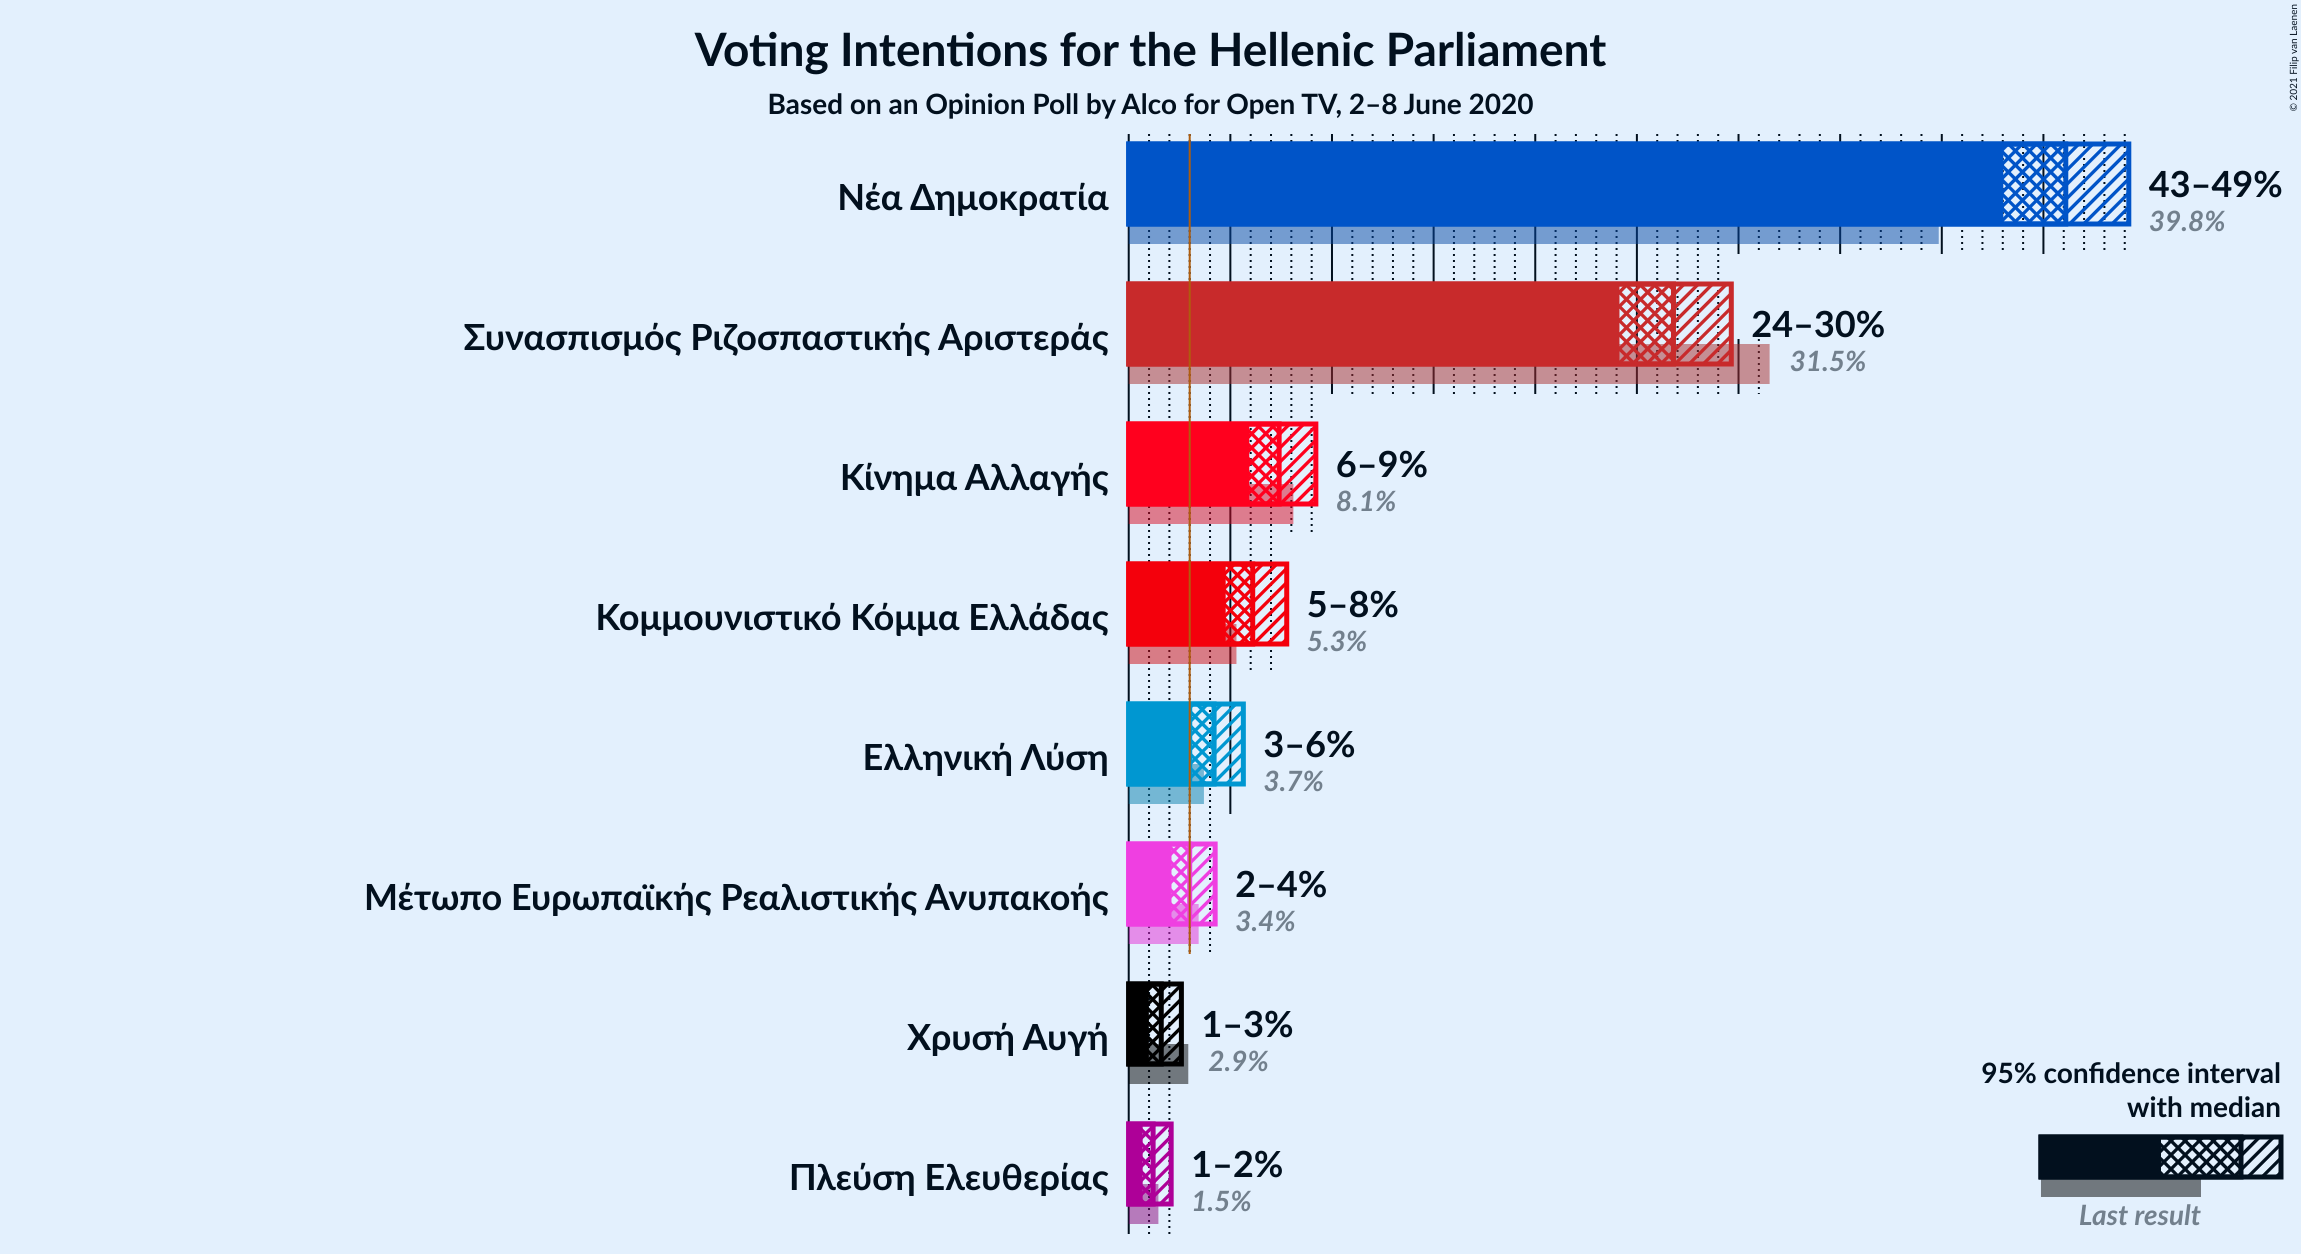 Voting Intentions for the Hellenic Parliament
Based on an Opinion Poll by Alco for Open TV, 2–8 June 2020
© 2021 Filip van Laenen
Νέα Δημοκρατία
43–49%
39.8%
Συνασπισμός Ριζοσπαστικής Αριστεράς
24–30%
31.5%
Κίνημα Αλλαγής
6–9%
8.1%
Κομμουνιστικό Κόμμα Ελλάδας
5–8%
5.3%
Ελληνική Λύση
3–6%
3.7%
Μέτωπο Ευρωπαϊκής Ρεαλιστικής Ανυπακοής
2–4%
3.4%
Χρυσή Αυγή
1–3%
2.9%
Πλεύση Ελευθερίας
1–2%
1.5%
95% confidence interval
with median
Last result